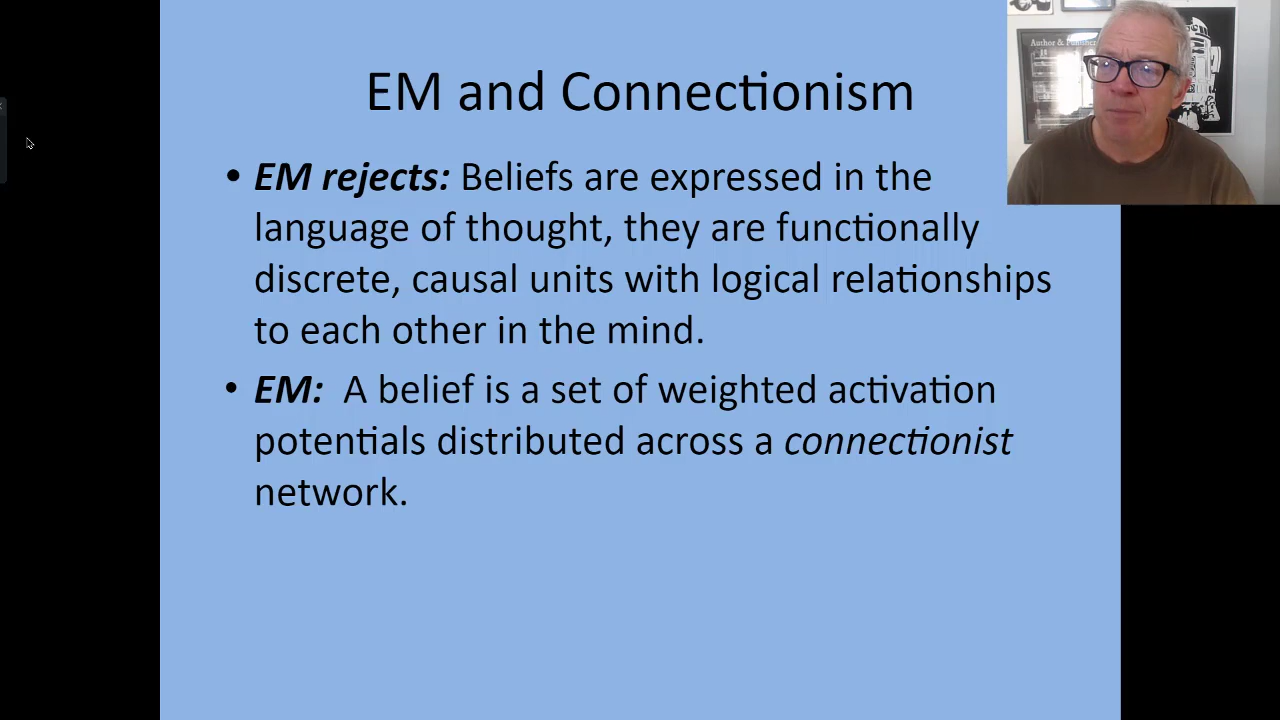 EM and Connectionism
Author & Punisher
• EM rejects: Beliefs are expressed in the
language of thought, they are functionally
discrete, causal units with logical relationships
to each other in the mind.
• EM: A belief is a set of weighted activation
potentials distributed across a connectionist
network.